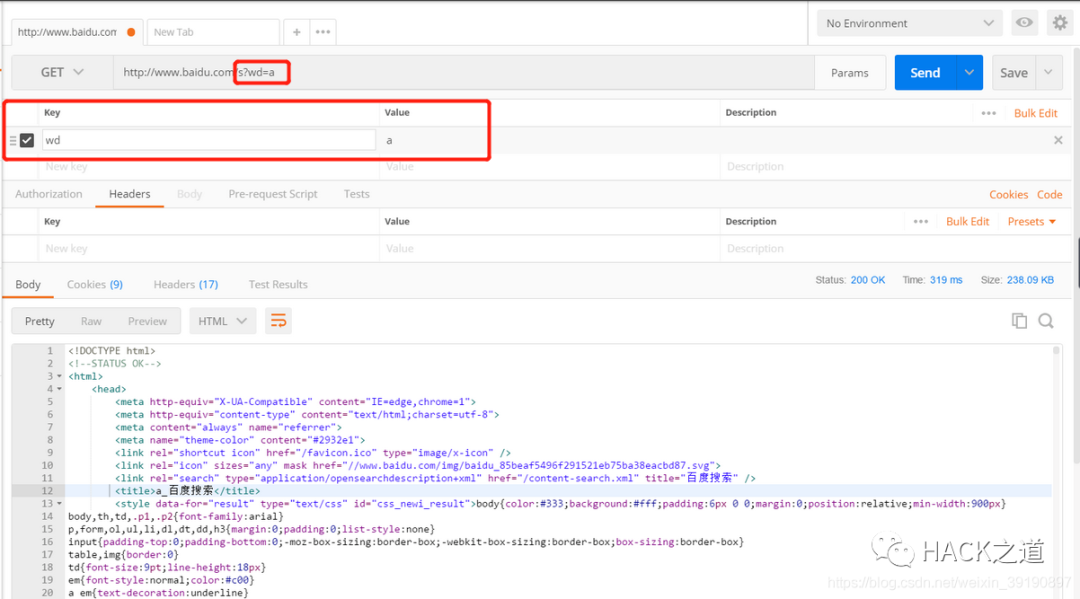 http://www.baidu.com New Tab + ••• No Environment
GET http://www.baidu.com/s?wd=a Params Send Save
Key Value Description ••• Bulk Edit
wd a
New key Value Description
Authorization Headers Body Pre-request Script Tests Cookies Code
Key Value Description ••• Bulk Edit Presets
New key Value Description
Body Cookies (9) Headers (17) Test Results Status: 200 OK Time: 319 ms Size: 238.09 KB
Pretty Raw Preview HTML
1 <!DOCTYPE html>
2 <!--STATUS OK-->
3 <html>
4 <head>
5 <meta http-equiv="X-UA-Compatible" content="IE=edge,chrome=1">
6 <meta http-equiv="content-type" content="text/html;charset=utf-8">
7 <meta content="always" name="referrer">
8 <meta name="theme-color" content="#2932e1">
9 <link rel="shortcut icon" href="/favicon.ico" type="image/x-icon" />
10 <link rel="icon" sizes="any" mask href="//www.baidu.com/img/baidu_85beaf5496f291521eb75ba38eacbd87.svg">
11 <link rel="search" type="application/opensearchdescription+xml" href="/content-search.xml" title="百度搜索" />
12 <title>a_百度搜索</title>
13 <style data-for="result" type="text/css" id="css_newi_result">body{color:#333;background:#fff;padding:6px 0 0;margin:0;position:relative;min-width:900px}
14 body,th,td,.p1,.p2{font-family:arial}
15 p,form,ol,ul,li,dl,dt,dd,h3{margin:0;padding:0;list-style:none}
16 input{padding-top:0;padding-bottom:0;-moz-box-sizing:border-box;-webkit-box-sizing:border-box;box-sizing:border-box}
17 table,img{border:0}
18 td{font-size:9pt;line-height:18px}
19 em{font-style:normal;color:#c00}
20 a em{text-decoration:underline}
HACK之道
https://blog.csdn.net/weixin_39190897